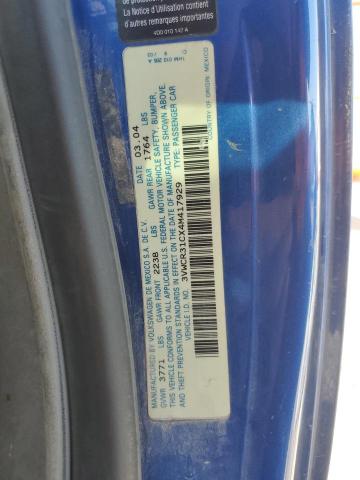 La Notice d'Utilisation contient
d'autres remarques importantes
4D0 010 142 A
MANUFACTURED BY VOLKSWAGEN DE MEXICO S.A. DE C.V. DATE 03.04
GVWR 3771 LBS GAWR FRONT 2238 LBS GAWR REAR 1764 LBS
THIS VEHICLE CONFORMS TO ALL APPLICABLE U.S. FEDERAL MOTOR VEHICLE SAFETY, BUMPER,
AND THEFT PREVENTION STANDARDS IN EFFECT ON THE DATE OF MANUFACTURE SHOWN ABOVE.
VEHICLE I.D. NO. 3VWCR31CX4M417929 TYPE: PASSENGER CAR
COUNTRY OF ORIGIN: MEXICO